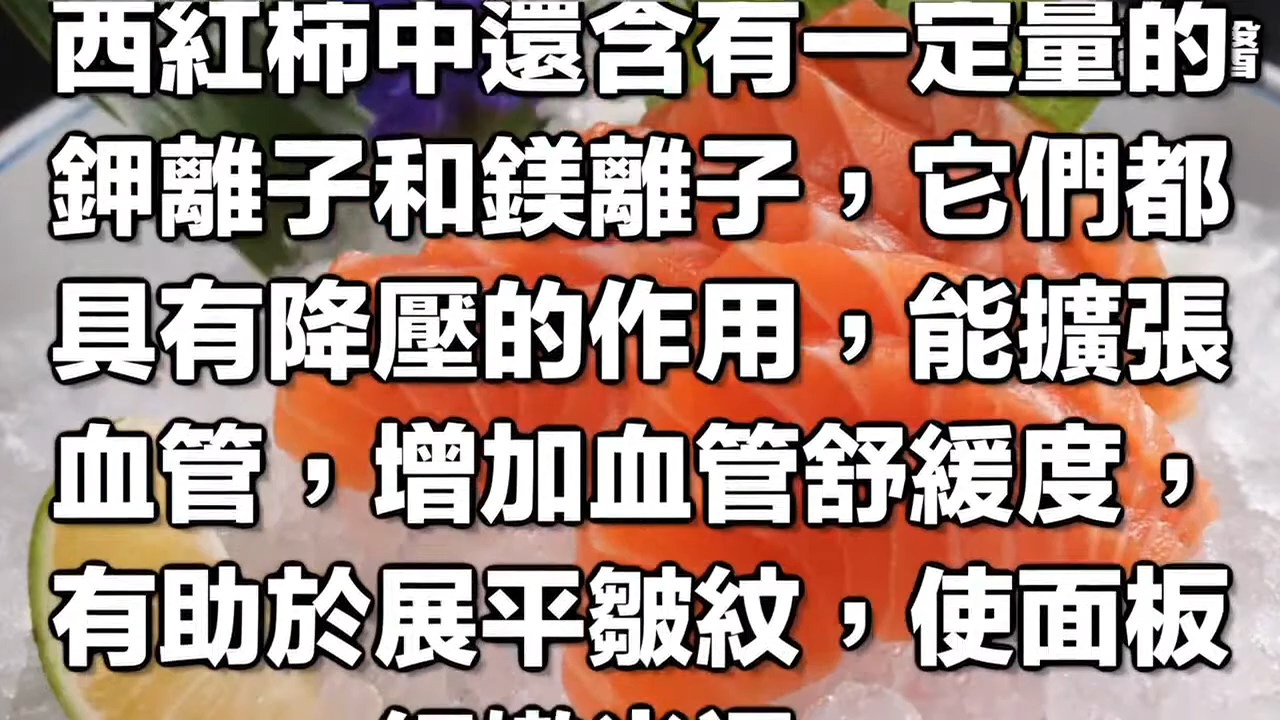 西紅柿中還含有一定量的
鉀離子和鎂離子，它們都
具有降壓的作用，能擴張
血管，增加血管舒緩度，
有助於展平皺紋，使面板